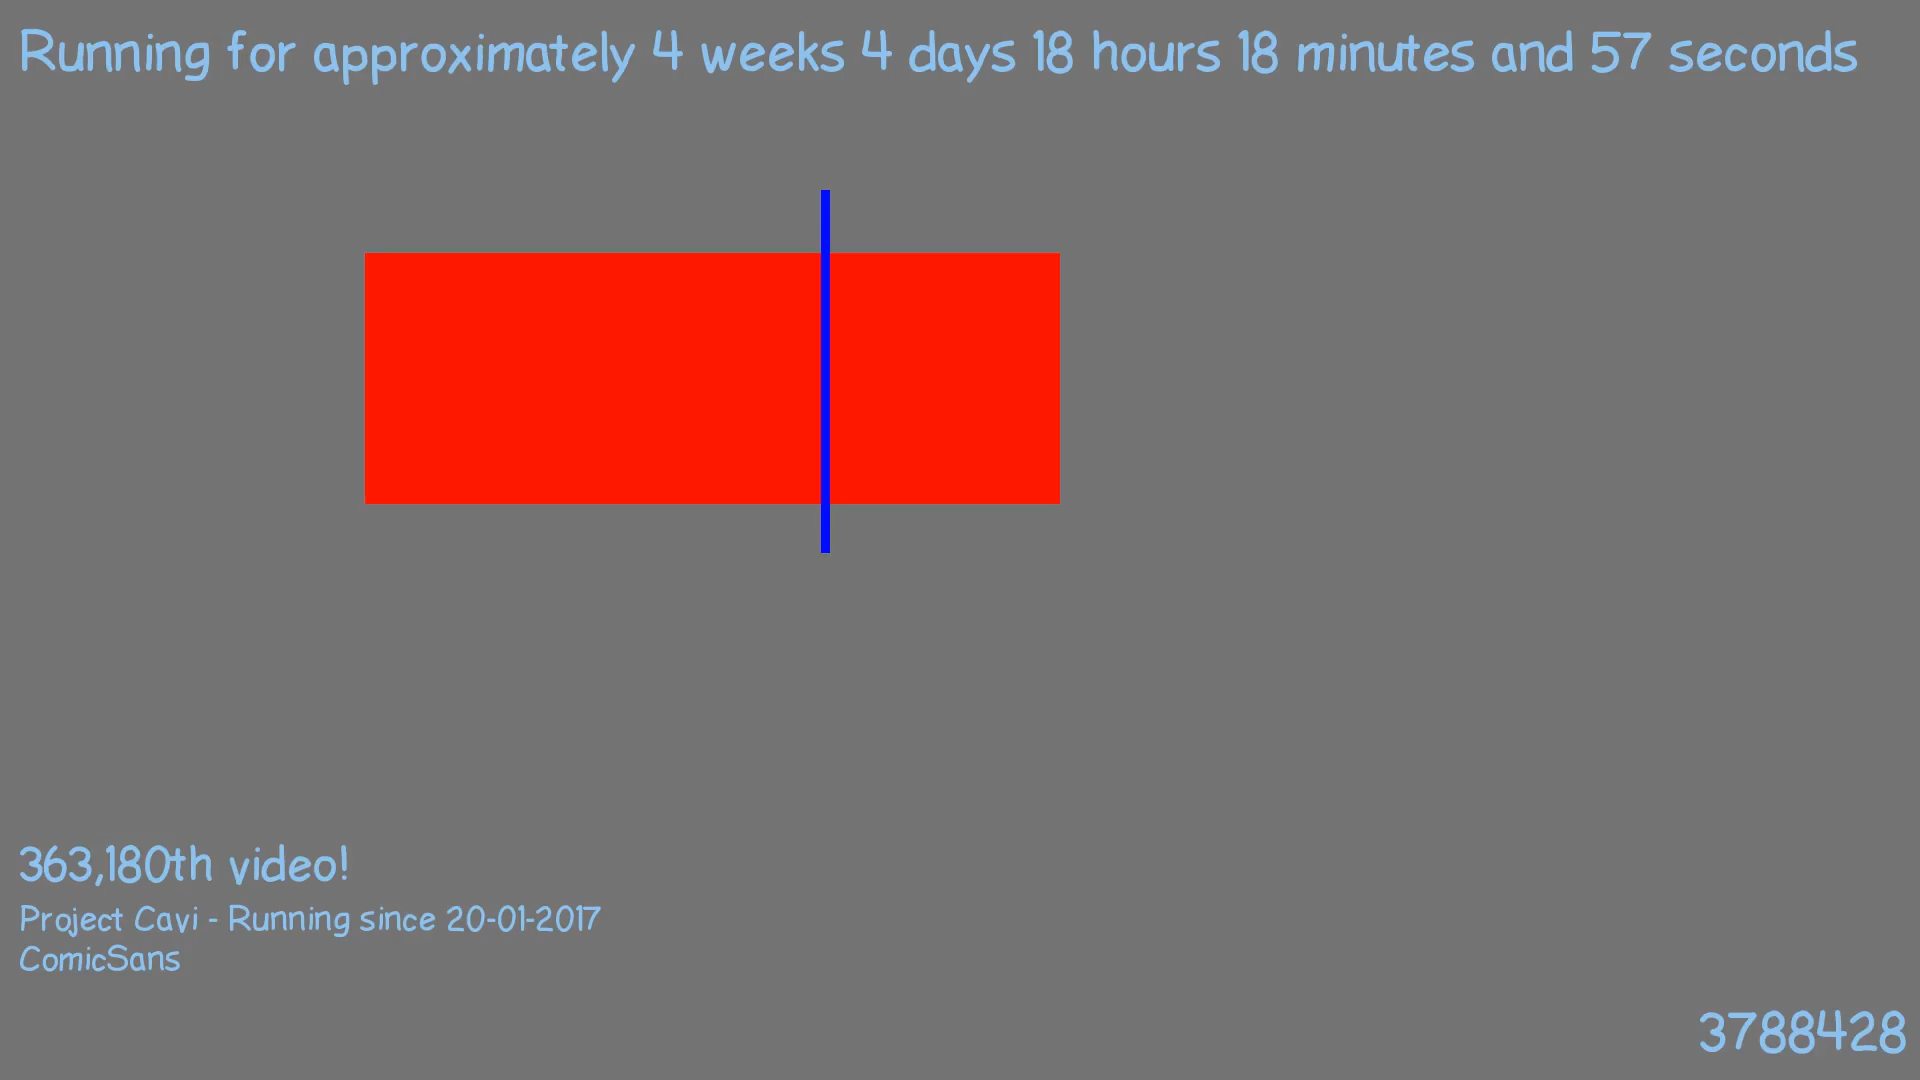 Running for approximately 4 weeks 4 days 18 hours 18 minutes and 57 seconds
363,180th video!
Project Cavi - Running since 20-01-2017
ComicSans
3788428